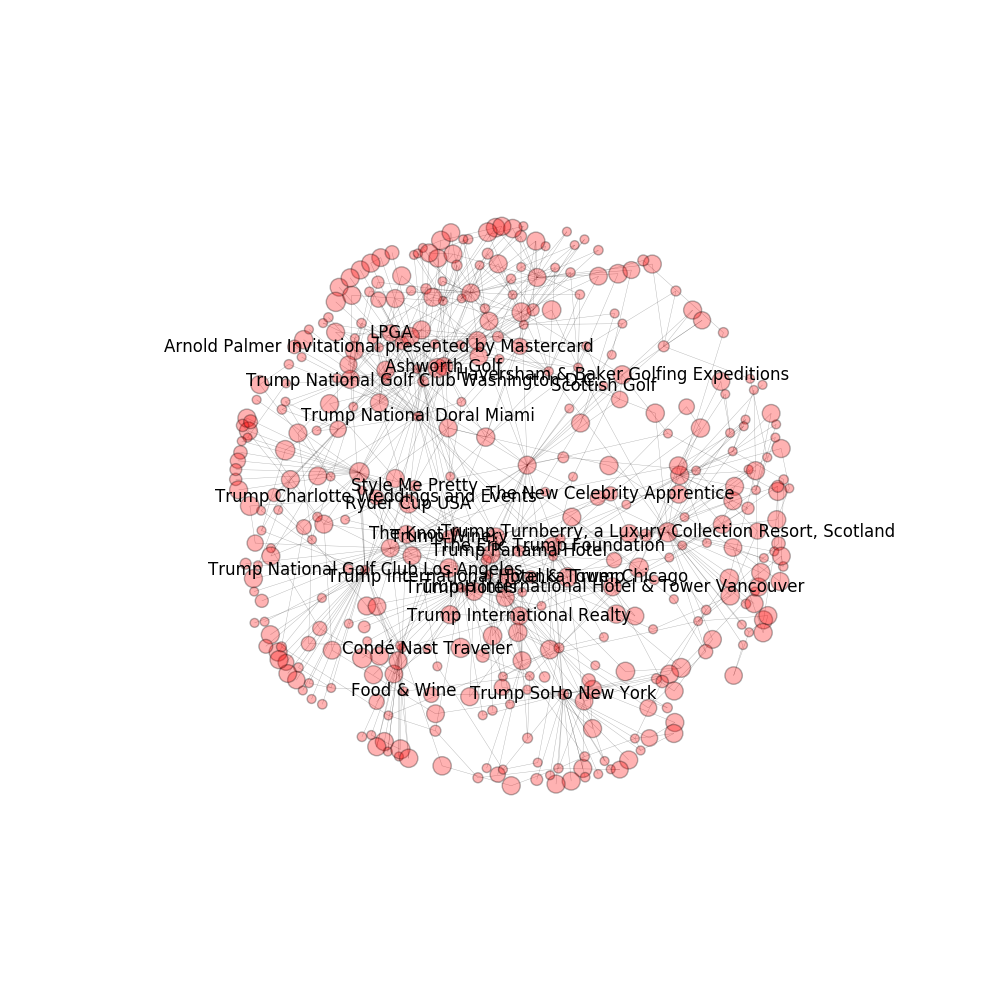 LPGA
Arnold Palmer Invitational presented by Mastercard
Ashworth Golf
Haversham & Baker Golfing Expeditions
Trump National Golf Club Washington D.C.
Scottish Golf
Trump National Doral Miami
Style Me Pretty
The New Celebrity Apprentice
Trump Charlotte Weddings and Events
Ryder Cup USA
Trump Turnberry, a Luxury Collection Resort, Scotland
The Knot
Trump Winery
The Eric Trump Foundation
Trump Panama Hotel
Trump National Golf Club Los Angeles
Trump International Hotel & Tower Chicago
Ivanka Trump
Trump International Hotel & Tower Vancouver
Trump Hotels
Trump International Realty
Condé Nast Traveler
Food & Wine
Trump SoHo New York